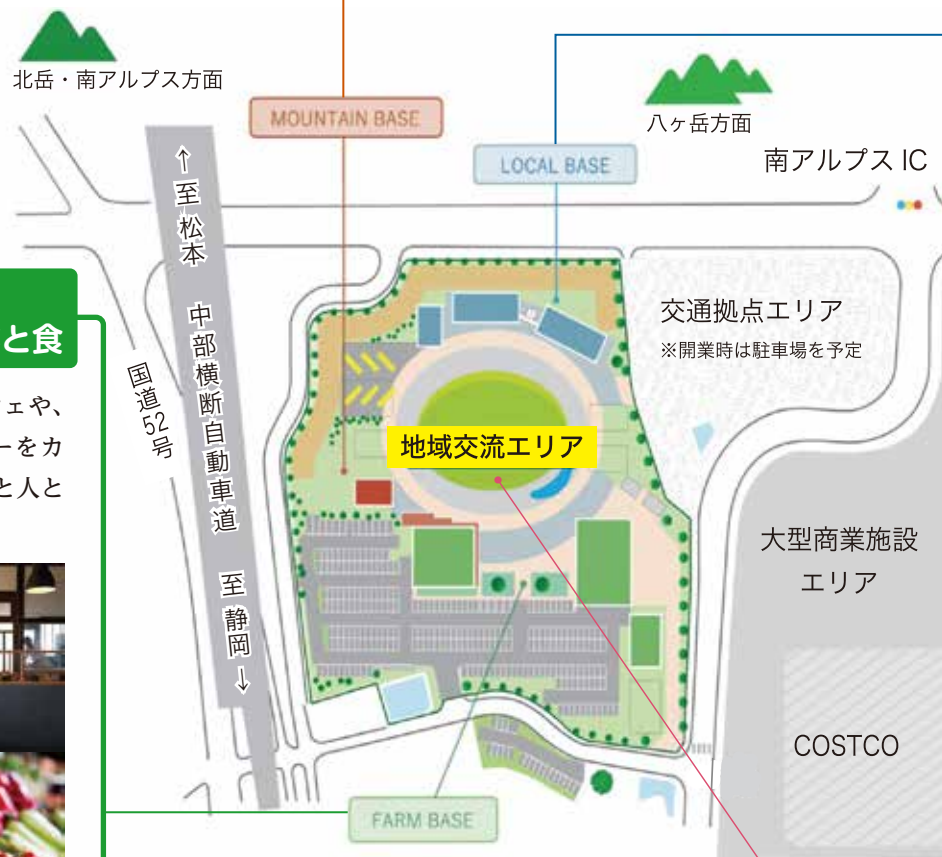 北岳・南アルプス方面
MOUNTAIN BASE
八ヶ岳方面
LOCAL BASE
南アルプス IC
↑至松本 中部横断自動車道 至静岡↓
国道52号
と食
ェや、
ーをカ
と人と
交通拠点エリア
※開業時は駐車場を予定
地域交流エリア
大型商業施設
エリア
COSTCO
FARM BASE